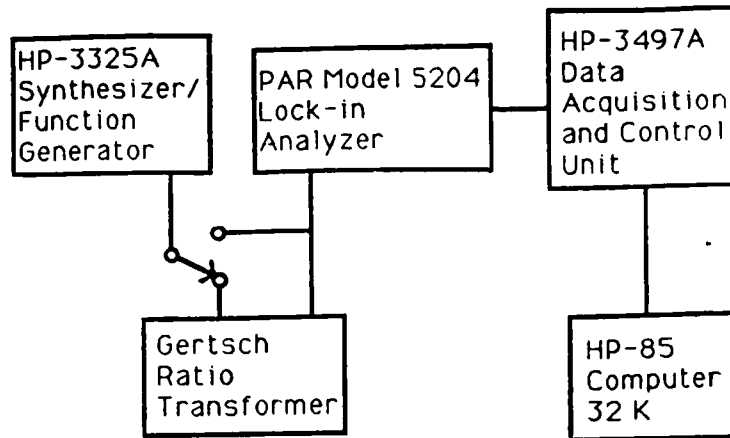 HP-3325A
Synthesizer/
Function
Generator
PAR Model 5204
Lock-in
Analyzer
HP-3497A
Data
Acquisition
and Control
Unit
Gertsch
Ratio
Transformer
HP-85
Computer
32 K